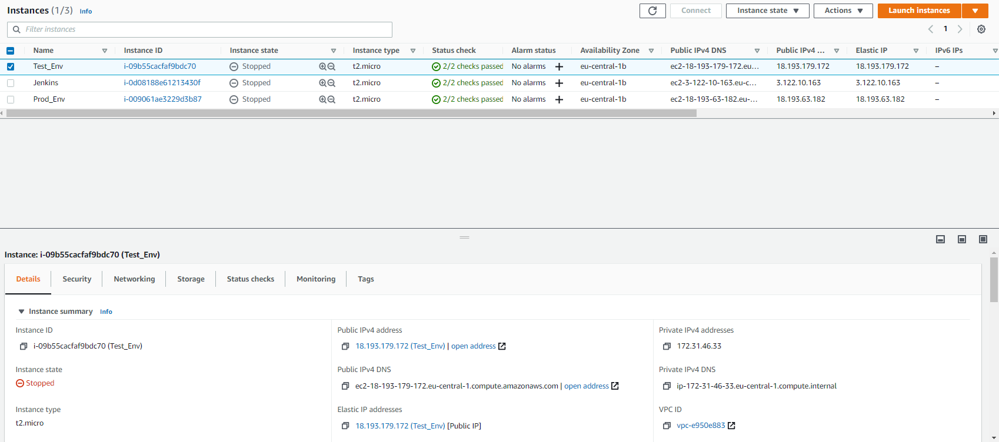 Instances (1/3) Info
Connect Instance state Actions Launch instances
Filter instances
1
Name Instance ID Instance state Instance type Status check Alarm status Availability Zone Public IPv4 DNS Public IPv4 ... Elastic IP IPv6 IPs
Test_Env i-09b55cacfaf9bdc70 Stopped t2.micro 2/2 checks passed No alarms eu-central-1b ec2-18-193-179-172.eu... 18.193.179.172 18.193.179.172 –
Jenkins i-0d08188e61213430f Stopped t2.micro 2/2 checks passed No alarms eu-central-1b ec2-3-122-10-163.eu-c... 3.122.10.163 3.122.10.163 –
Prod_Env i-009061ae3229d3b87 Stopped t2.micro 2/2 checks passed No alarms eu-central-1b ec2-18-193-63-182.eu-... 18.193.63.182 18.193.63.182 –
Instance: i-09b55cacfaf9bdc70 (Test_Env)
Details Security Networking Storage Status checks Monitoring Tags
Instance summary Info
Instance ID Public IPv4 address Private IPv4 addresses
i-09b55cacfaf9bdc70 (Test_Env) 18.193.179.172 (Test_Env) | open address 172.31.46.33
Instance state Public IPv4 DNS Private IPv4 DNS
Stopped ec2-18-193-179-172.eu-central-1.compute.amazonaws.com | open address ip-172-31-46-33.eu-central-1.compute.internal
Instance type Elastic IP addresses VPC ID
t2.micro 18.193.179.172 (Test_Env) [Public IP] vpc-e950e883